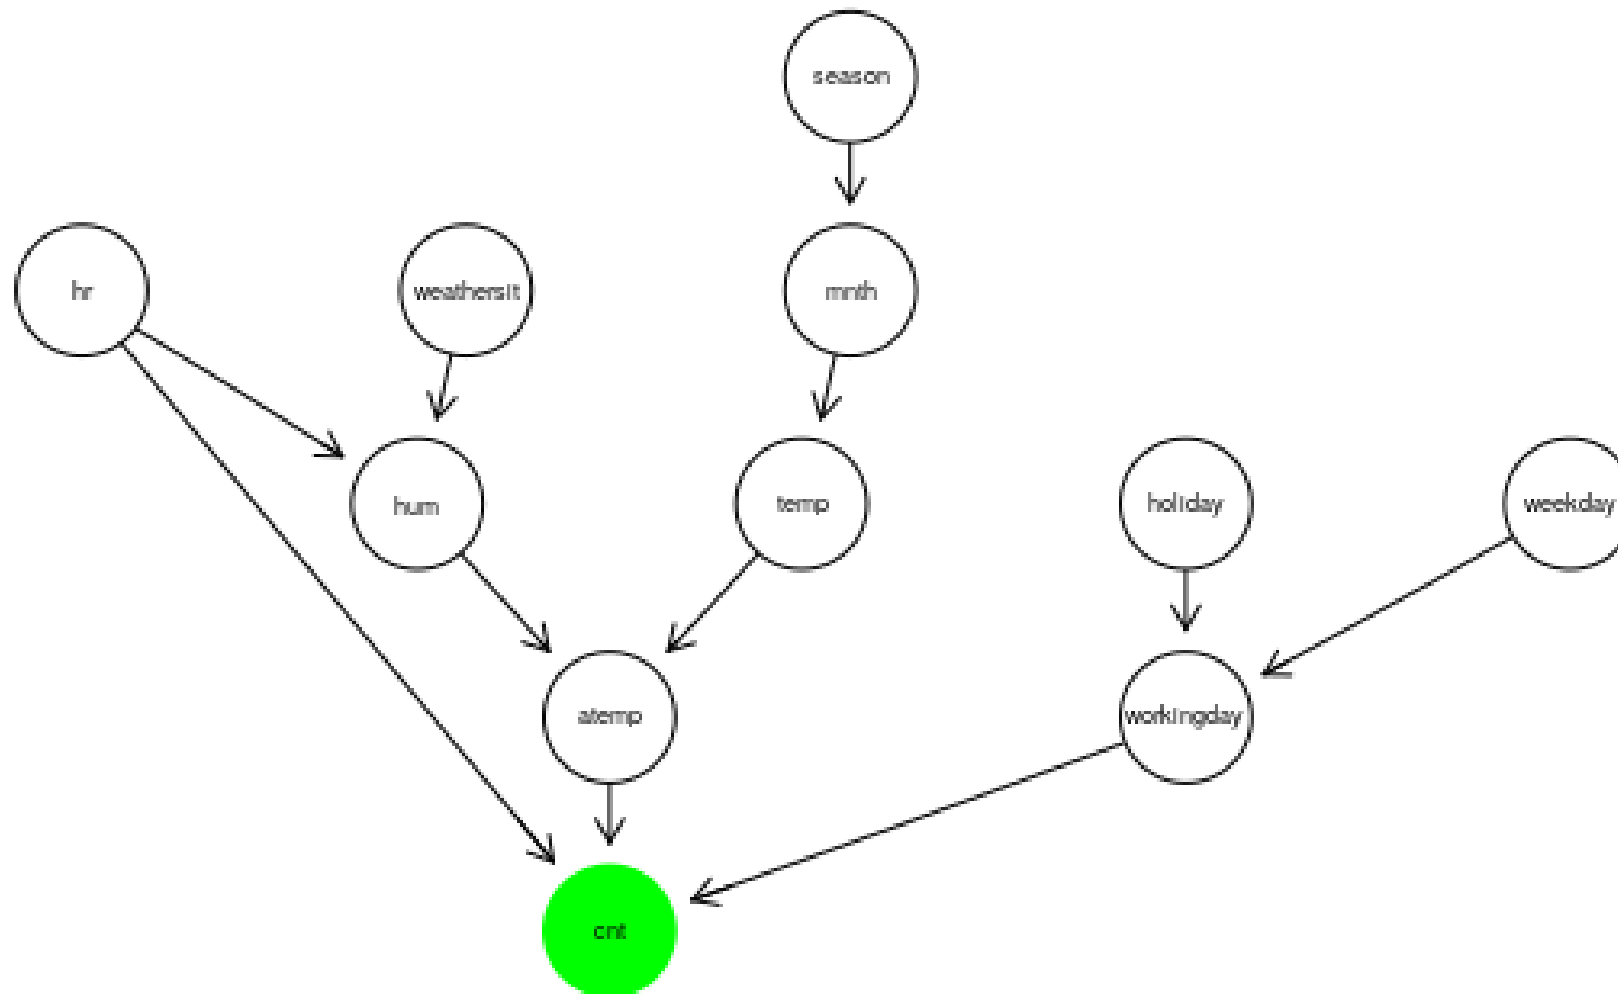 season
hr
weathersit
mnth
hum
temp
holiday
weekday
atemp
workingday
cnt